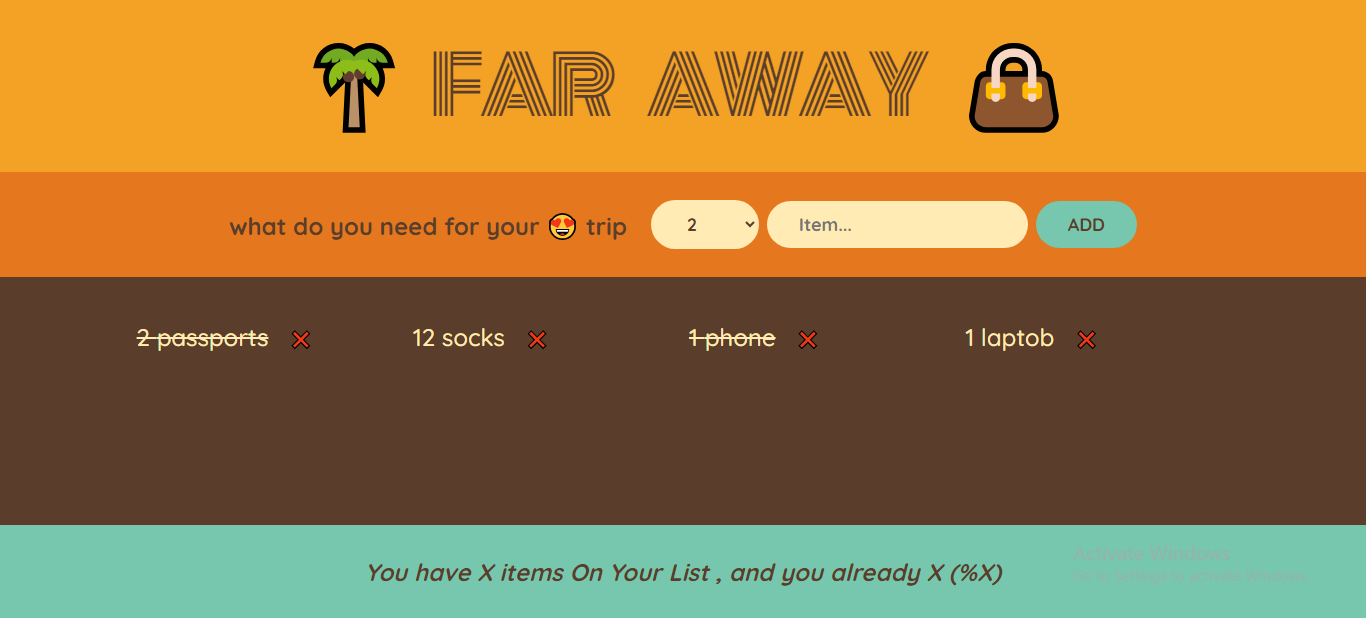 FAR AWAY
what do you need for your 😍 trip 2 Item... ADD
2 passports ❌ 12 socks ❌ 1 phone ❌ 1 laptob ❌
You have X items On Your List , and you already X (%X)
Activate Windows
Go to Settings to activate Windows.